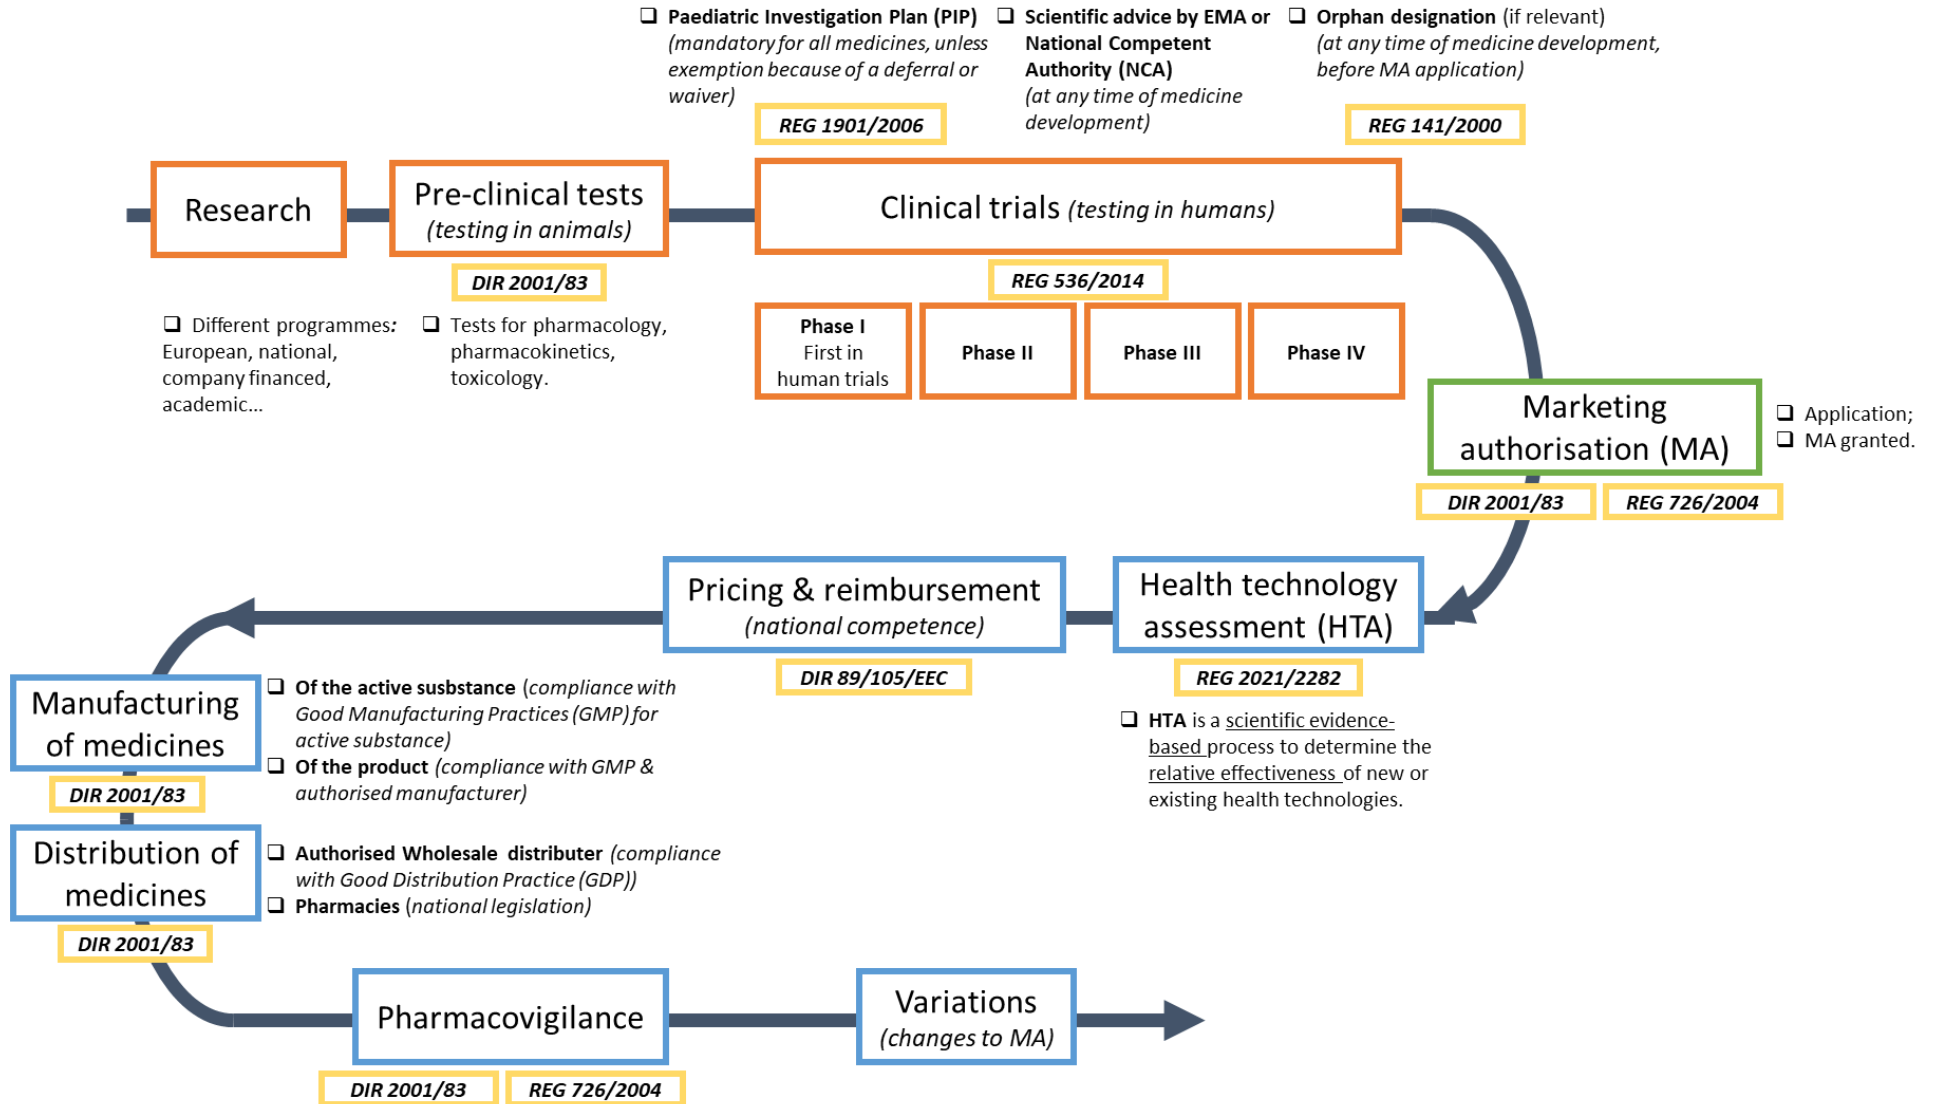 ❑ Paediatric Investigation Plan (PIP)
(mandatory for all medicines, unless
exemption because of a deferral or
waiver)
REG 1901/2006
❑ Scientific advice by EMA or
National Competent
Authority (NCA)
(at any time of medicine
development)
❑ Orphan designation (if relevant)
(at any time of medicine development,
before MA application)
REG 141/2000
Research
❑ Different programmes:
European, national,
company financed,
academic...
Pre-clinical tests
(testing in animals)
DIR 2001/83
❑ Tests for pharmacology,
pharmacokinetics,
toxicology.
Clinical trials (testing in humans)
REG 536/2014
Phase I
First in
human trials
Phase II
Phase III
Phase IV
Marketing
authorisation (MA)
❑ Application;
❑ MA granted.
DIR 2001/83
REG 726/2004
Health technology
assessment (HTA)
REG 2021/2282
❑ HTA is a scientific evidence-
based process to determine the
relative effectiveness of new or
existing health technologies.
Pricing & reimbursement
(national competence)
DIR 89/105/EEC
Manufacturing
of medicines
DIR 2001/83
❑ Of the active susbstance (compliance with
Good Manufacturing Practices (GMP) for
active substance)
❑ Of the product (compliance with GMP &
authorised manufacturer)
Distribution of
medicines
DIR 2001/83
❑ Authorised Wholesale distributer (compliance
with Good Distribution Practice (GDP))
❑ Pharmacies (national legislation)
Pharmacovigilance
DIR 2001/83
REG 726/2004
Variations
(changes to MA)